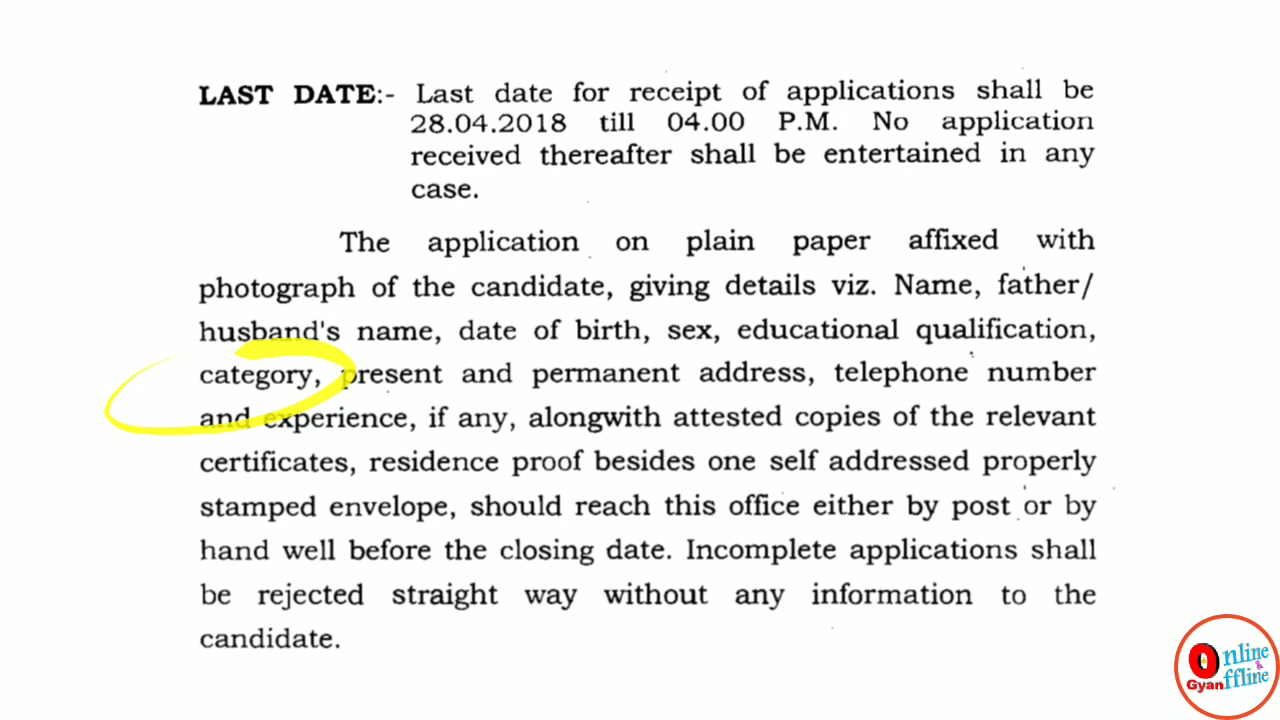 LAST DATE:- Last date for receipt of applications shall be
28.04.2018 till 04.00 P.M. No application
received thereafter shall be entertained in any
case.
The application on plain paper affixed with
photograph of the candidate, giving details viz. Name, father/
husband's name, date of birth, sex, educational qualification,
category, present and permanent address, telephone number
and experience, if any, alongwith attested copies of the relevant
certificates, residence proof besides one self addressed properly
stamped envelope, should reach this office either by post or by
hand well before the closing date. Incomplete applications shall
be rejected straight way without any information to the
candidate.
Online
&
Gyan ffline